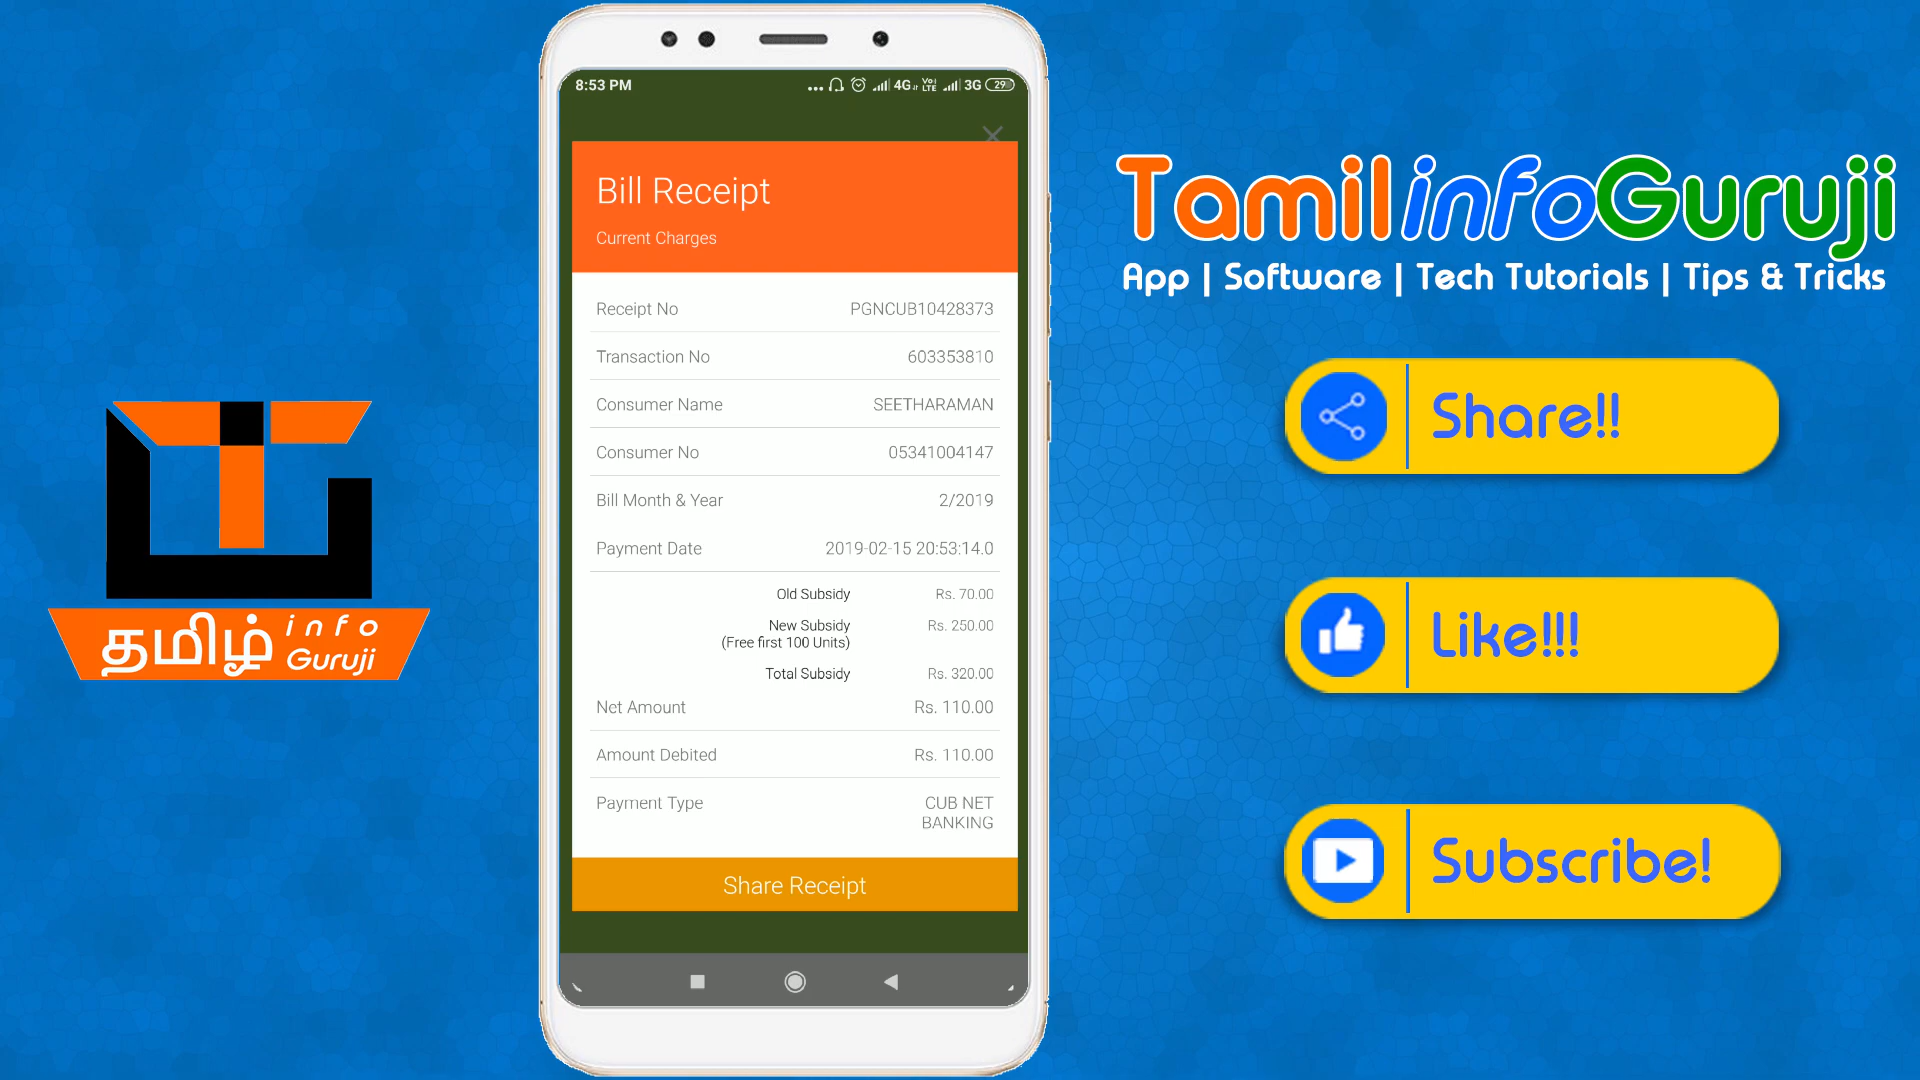 8:53 PM
4G VoLTE 3G 29
Bill Receipt
Current Charges
Receipt No PGNCUB10428373
Transaction No 603353810
Consumer Name SEETHARAMAN
Consumer No 05341004147
Bill Month & Year 2/2019
Payment Date 2019-02-15 20:53:14.0
Old Subsidy Rs. 70.00
New Subsidy Rs. 250.00
(Free first 100 Units)
Total Subsidy Rs. 320.00
Net Amount Rs. 110.00
Amount Debited Rs. 110.00
Payment Type CUB NET
BANKING
Share Receipt
தமிழ் info
Guruji
TamilinfoGuruji
App | Software | Tech Tutorials | Tips & Tricks
Share!!
Like!!!
Subscribe!